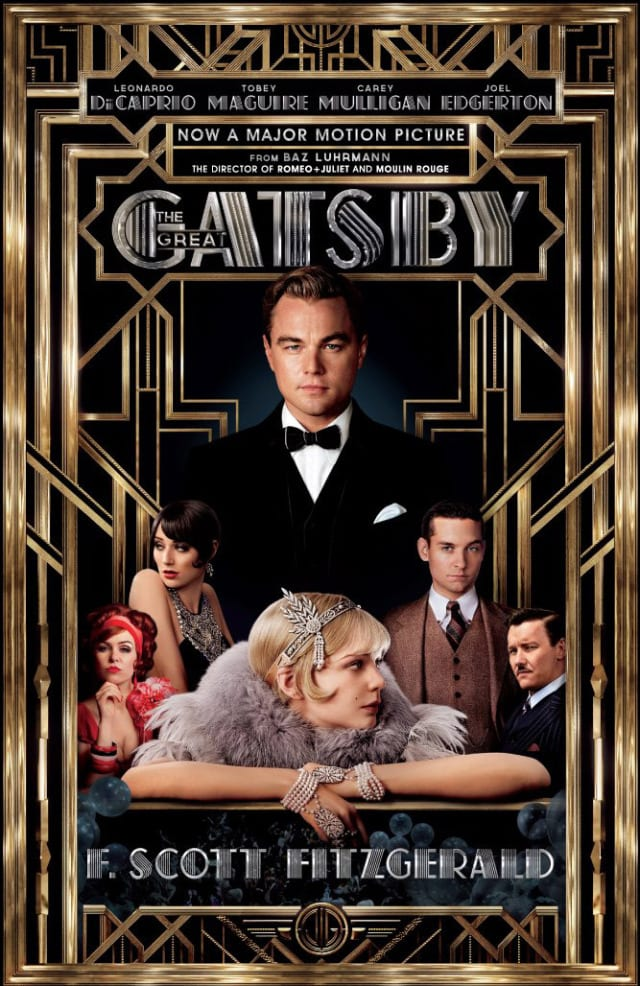 LEONARDO TOBEY CAREY JOEL
DiCAPRIO MAGUIRE MULLIGAN EDGERTON
NOW A MAJOR MOTION PICTURE
FROM BAZ LUHRMANN
THE DIRECTOR OF ROMEO+JULIET AND MOULIN ROUGE
THE
GREAT
GATSBY
F. SCOTT FITZGERALD
JG